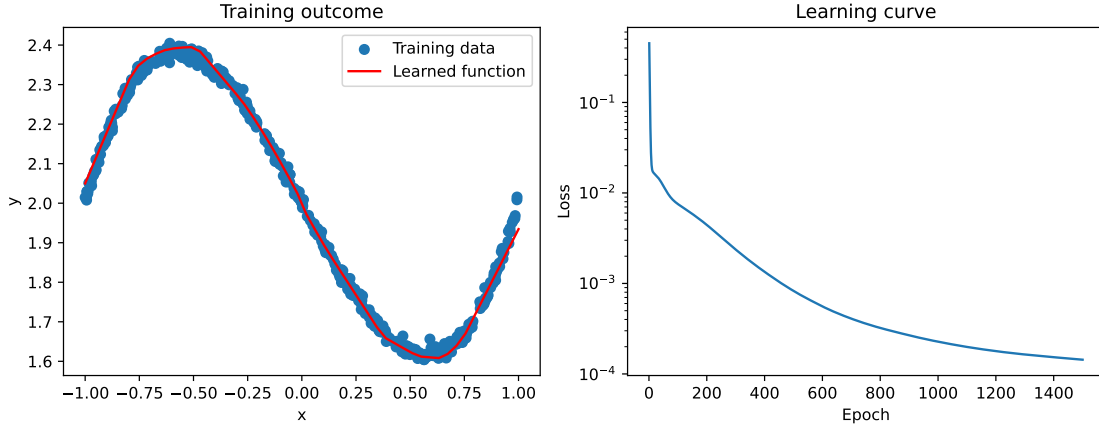 Training outcome
Training data
Learned function
y
2.4
2.3
2.2
2.1
2.0
1.9
1.8
1.7
1.6
−1.00 −0.75 −0.50 −0.25 0.00 0.25 0.50 0.75 1.00
x
Learning curve
Loss
10⁻¹
10⁻²
10⁻³
10⁻⁴
0 200 400 600 800 1000 1200 1400
Epoch